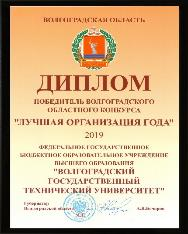 ВОЛГОГРАДСКАЯ ОБЛАСТЬ
ДИПЛОМ
ПОБЕДИТЕЛЬ ВОЛГОГРАДСКОГО
ОБЛАСТНОГО КОНКУРСА
"ЛУЧШАЯ ОРГАНИЗАЦИЯ ГОДА"
2019
ФЕДЕРАЛЬНОЕ ГОСУДАРСТВЕННОЕ
БЮДЖЕТНОЕ ОБРАЗОВАТЕЛЬНОЕ УЧРЕЖДЕНИЕ
ВЫСШЕГО ОБРАЗОВАНИЯ
"ВОЛГОГРАДСКИЙ
ГОСУДАРСТВЕННЫЙ
ТЕХНИЧЕСКИЙ УНИВЕРСИТЕТ"
Губернатор
Волгоградской области
А.И.Бочаров